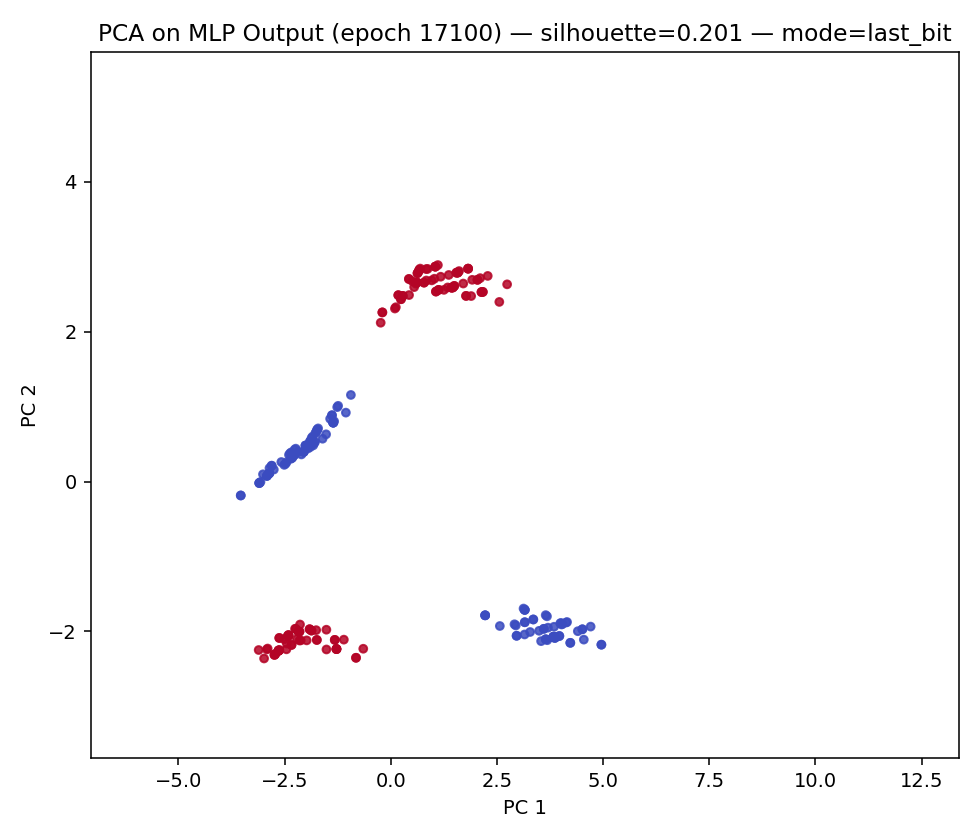 PCA on MLP Output (epoch 17100) — silhouette=0.201 — mode=last_bit
4
2
0
−2
PC 2
−5.0 −2.5 0.0 2.5 5.0 7.5 10.0 12.5
PC 1